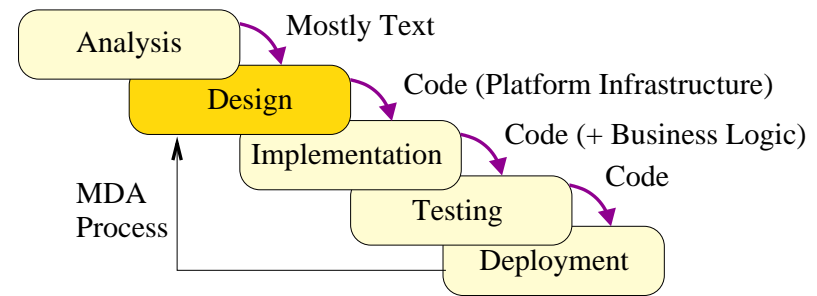 Analysis
Mostly Text
Design
Code (Platform Infrastructure)
Implementation
Code (+ Business Logic)
MDA
Process
Testing
Code
Deployment